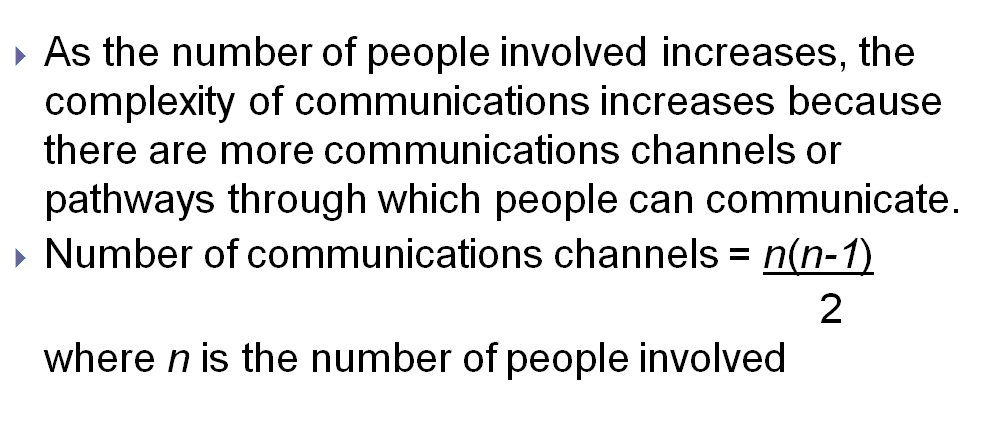 As the number of people involved increases, the
complexity of communications increases because
there are more communications channels or
pathways through which people can communicate.
Number of communications channels = n(n-1)
2
where n is the number of people involved